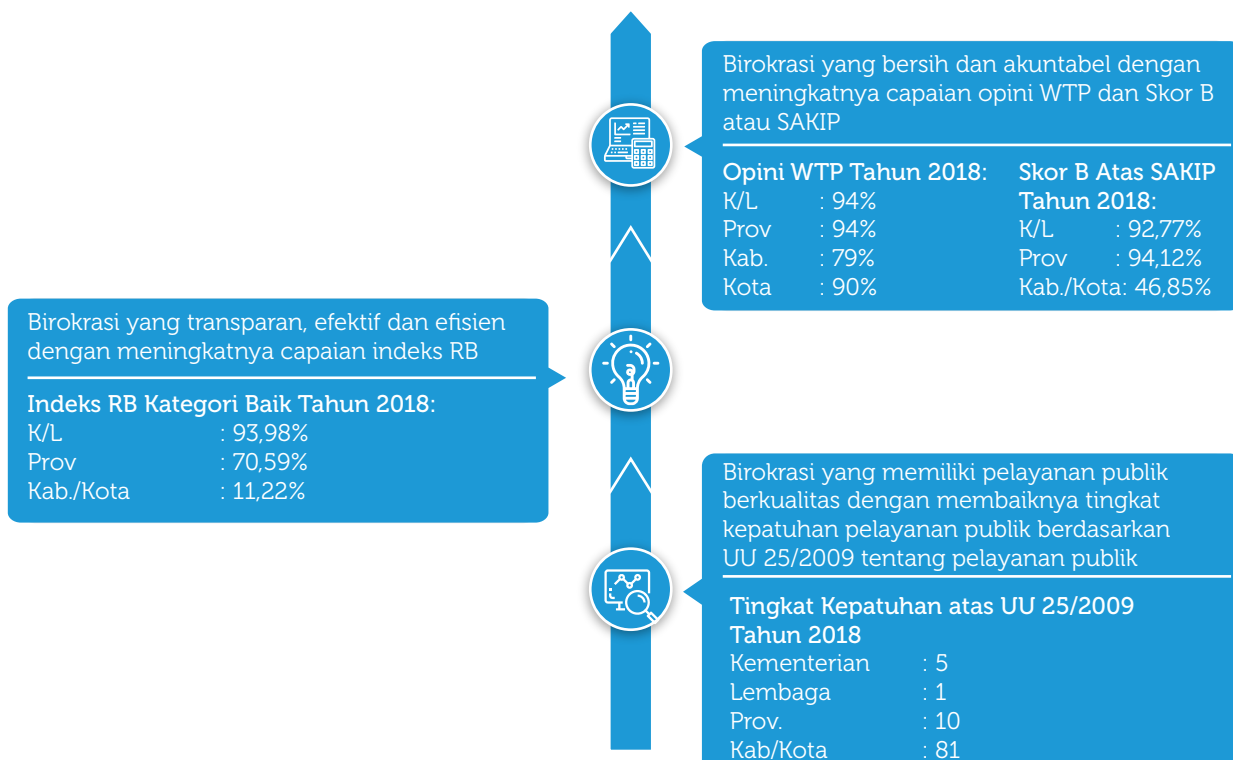 Birokrasi yang bersih dan akuntabel dengan
meningkatnya capaian opini WTP dan Skor B
atau SAKIP
Opini WTP Tahun 2018:
K/L : 94%
Prov : 94%
Kab. : 79%
Kota : 90%
Skor B Atas SAKIP
Tahun 2018:
K/L : 92,77%
Prov : 94,12%
Kab./Kota: 46,85%
Birokrasi yang transparan, efektif dan efisien
dengan meningkatnya capaian indeks RB
Indeks RB Kategori Baik Tahun 2018:
K/L : 93,98%
Prov : 70,59%
Kab./Kota : 11,22%
Birokrasi yang memiliki pelayanan publik
berkualitas dengan membaiknya tingkat
kepatuhan pelayanan publik berdasarkan
UU 25/2009 tentang pelayanan publik
Tingkat Kepatuhan atas UU 25/2009
Tahun 2018
Kementerian : 5
Lembaga : 1
Prov. : 10
Kab/Kota : 81